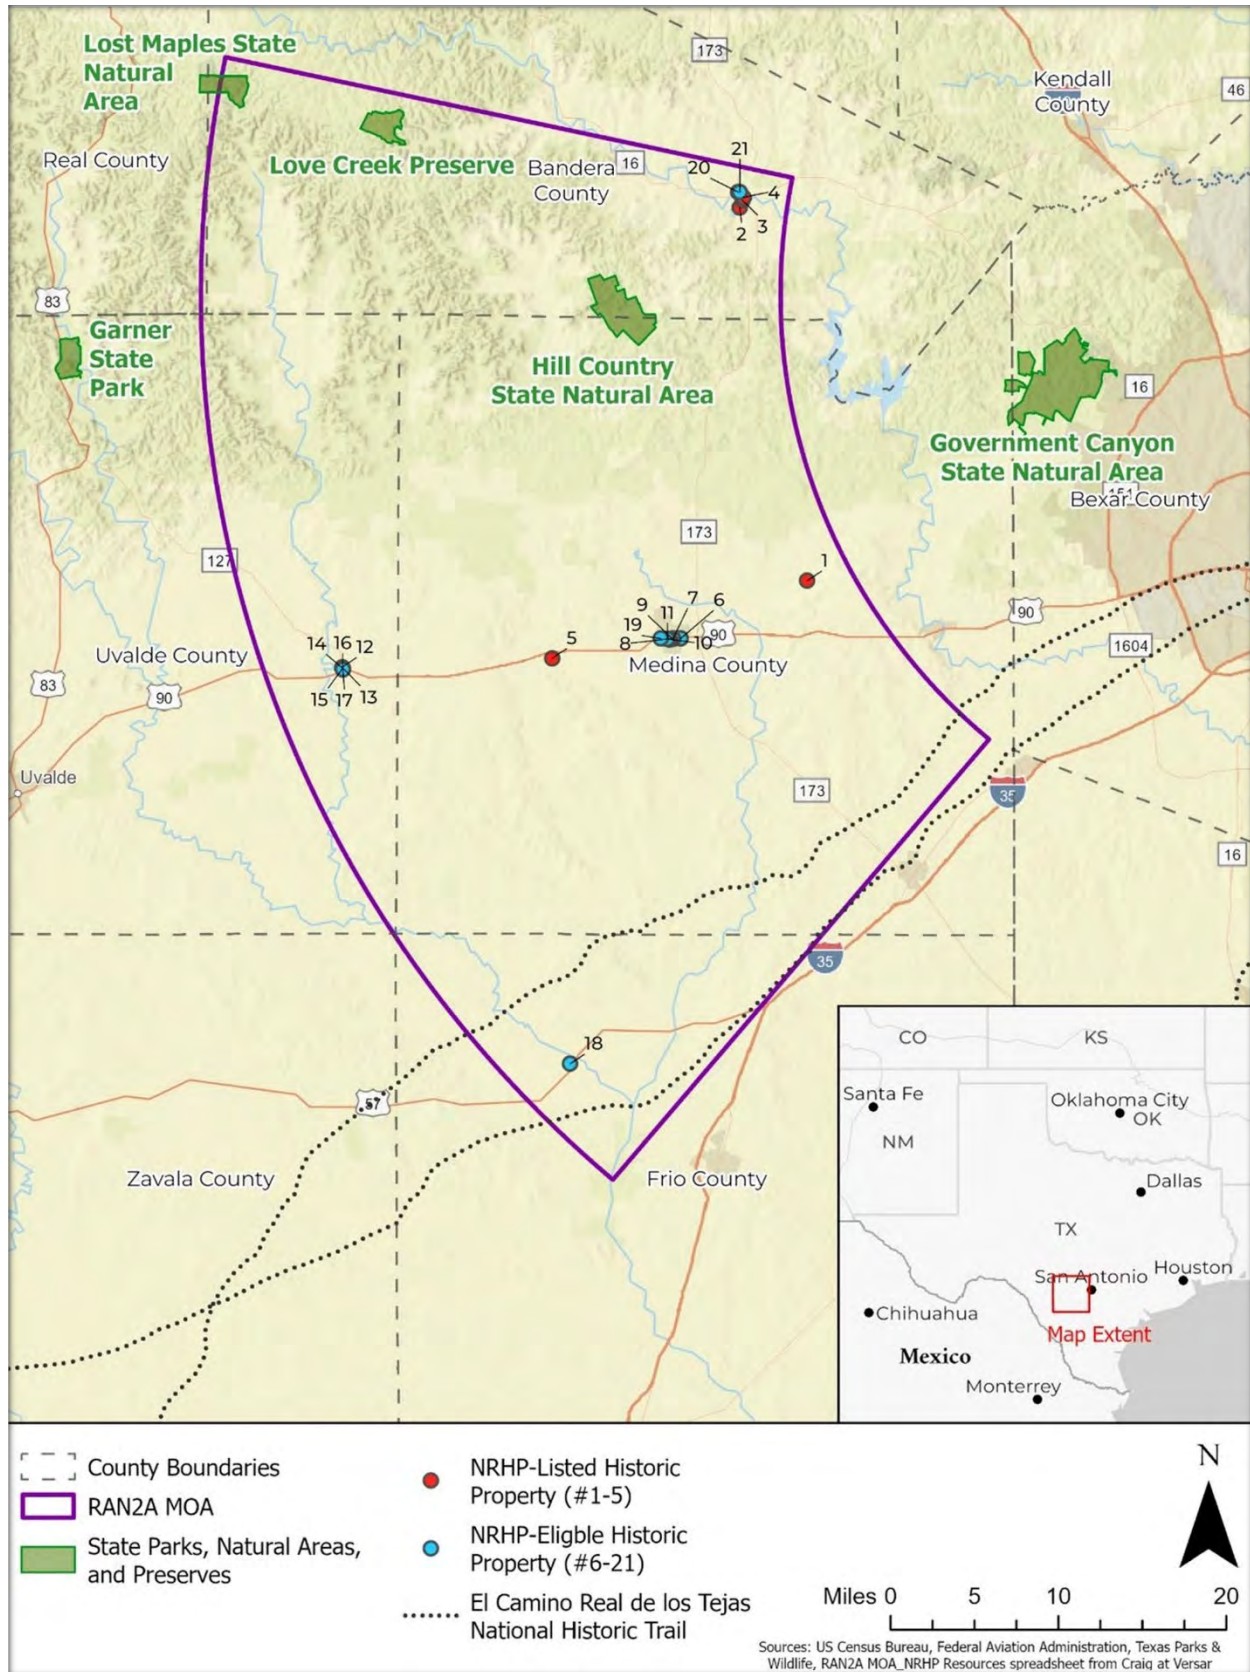 Lost Maples State
Natural
Area
173
Kendall
County
46
Real County
Love Creek Preserve
Bandera
County
16
21
20
4
3
2
83
Garner
State
Park
Hill Country
State Natural Area
16
Government Canyon
State Natural Area
151
Bexar County
127
173
1
9
11
7
6
19
8
10
90
90
5
Medina County
1604
14
16
12
15
17
13
Uvalde County
83
90
Uvalde
173
35
16
35
18
57
Zavala County
Frio County
CO
KS
Santa Fe
Oklahoma City
OK
NM
Dallas
TX
San Antonio
Houston
Chihuahua
Map Extent
Mexico
Monterrey
County Boundaries
RAN2A MOA
State Parks, Natural Areas,
and Preserves
NRHP-Listed Historic
Property (#1-5)
NRHP-Eligble Historic
Property (#6-21)
El Camino Real de los Tejas
National Historic Trail
N
Miles 0 5 10 20
Sources: US Census Bureau, Federal Aviation Administration, Texas Parks &
Wildlife, RAN2A MOA_NRHP Resources spreadsheet from Craig at Versar